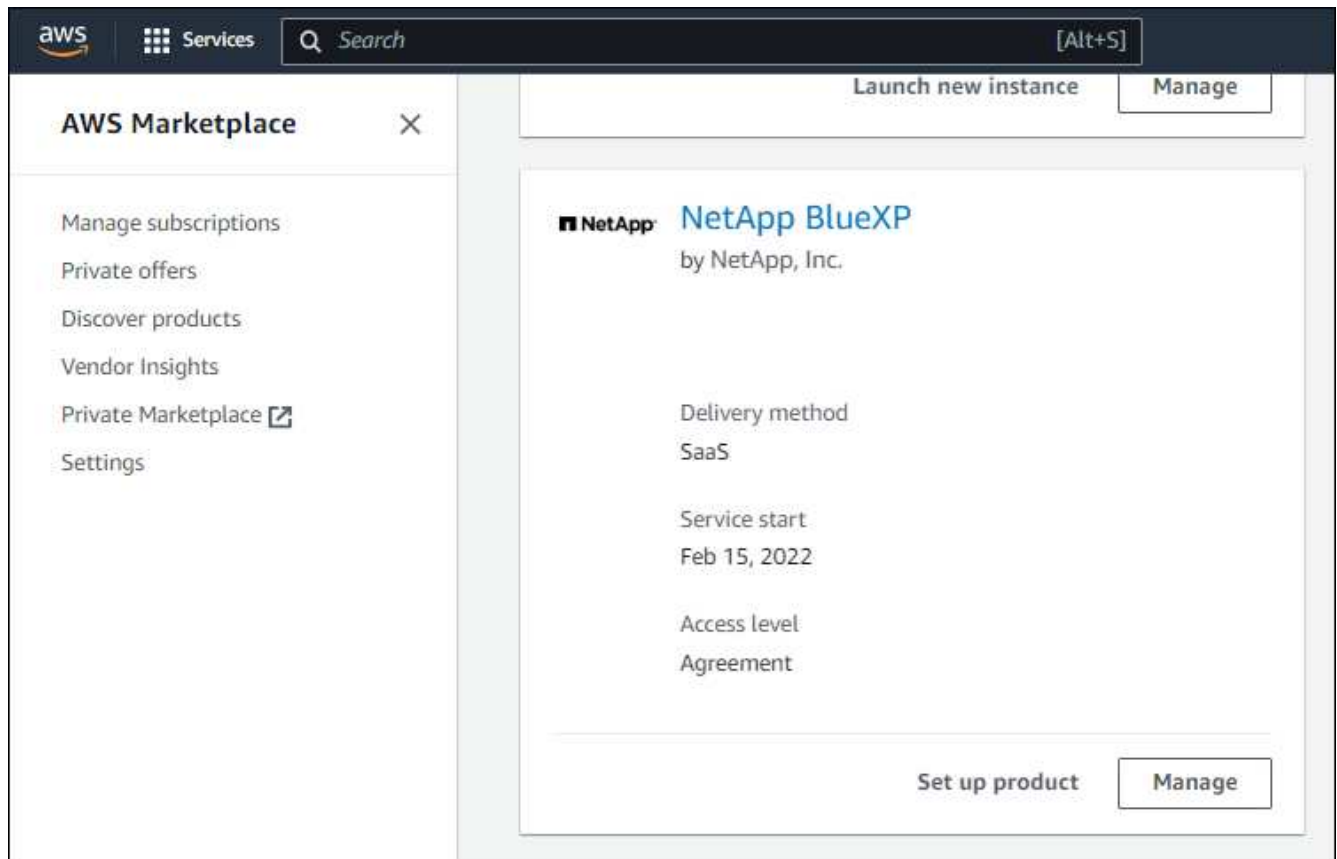 aws
Services
Search
[Alt+S]
Launch new instance
Manage
AWS Marketplace
Manage subscriptions
Private offers
Discover products
Vendor Insights
Private Marketplace
Settings
NetApp
NetApp BlueXP
by NetApp, Inc.
Delivery method
SaaS
Service start
Feb 15, 2022
Access level
Agreement
Set up product
Manage